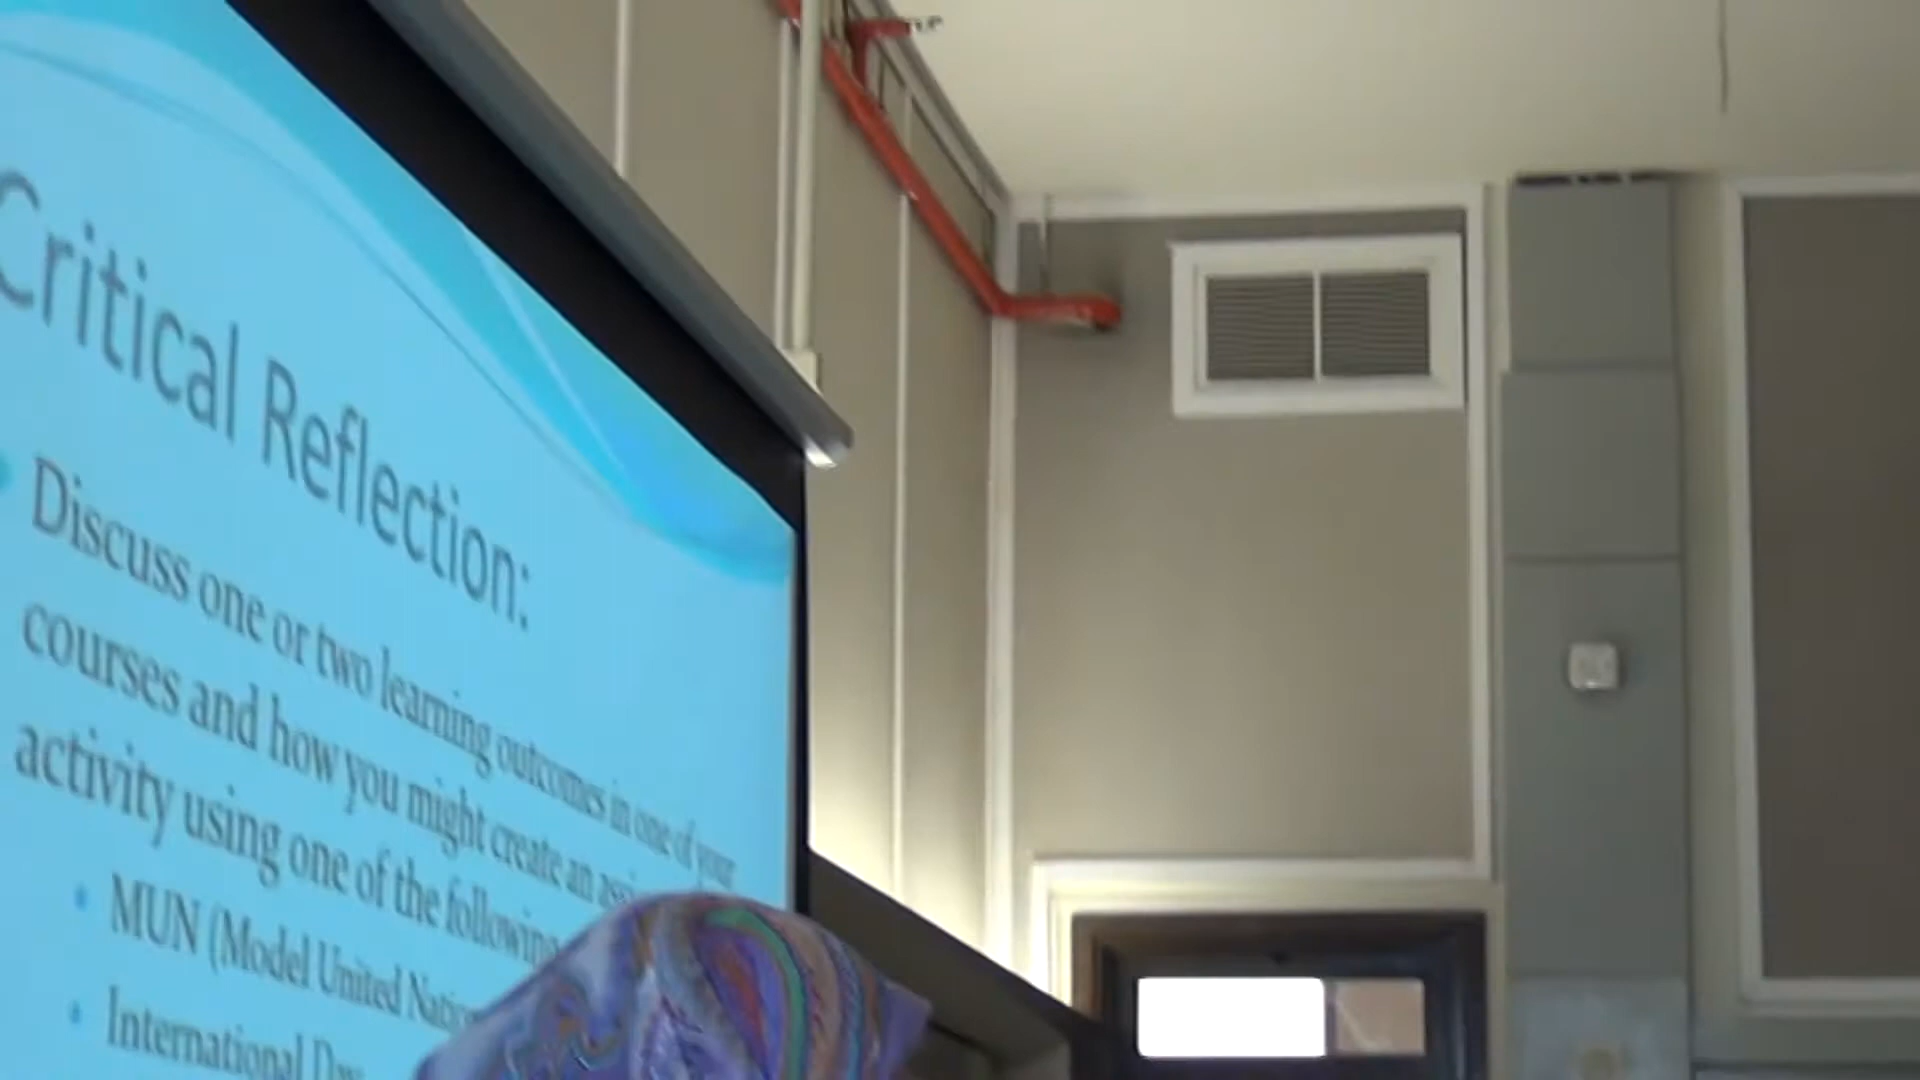 Critical Reflection:
Discuss one or two learning outcomes in one of your
courses and how you might create an
activity using one of the following
MUN (Model United
International